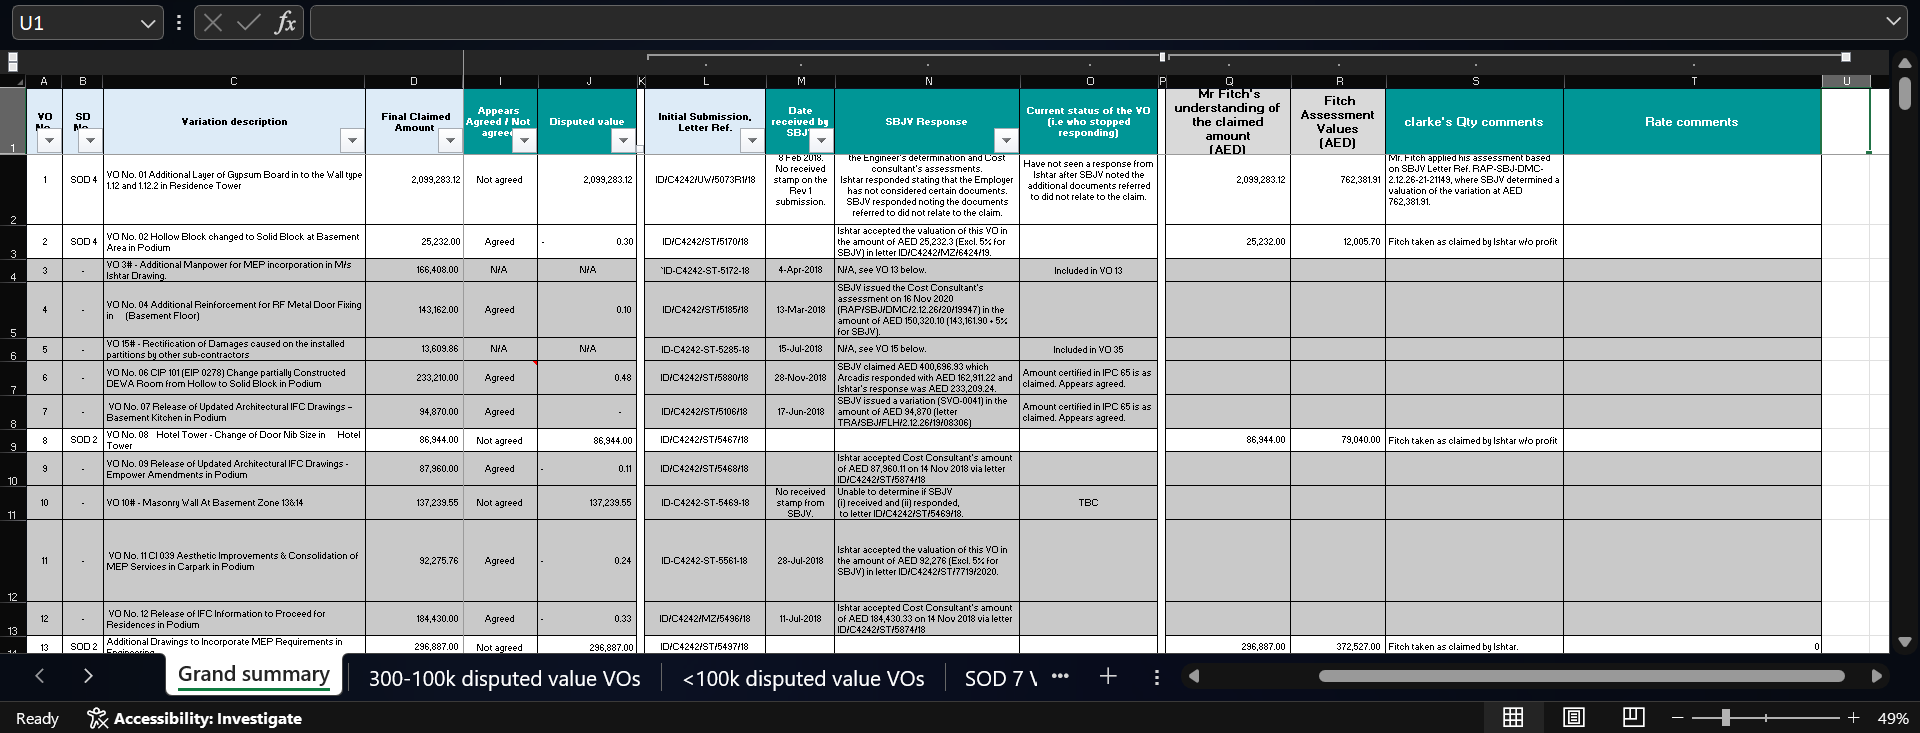 U1
fx
A B C D I J K L M N O P Q R S T U
1
VO No.
SD No.
Variation description
Final Claimed Amount
Appears Agreed / Not agreed
Disputed value
Initial Submission, Letter Ref.
Date received by SBJV
SBJV Response
Current status of the VO (i.e who stopped responding)
Mr Fitch's understanding of the claimed amount (AED)
Fitch Assessment Values (AED)
clarke's Qty comments
Rate comments
2
1
SOD 4
VO No. 01 Additional Layer of Gypsum Board in to the Wall type
1.12 and 1.12.2 in Residence Tower
2,099,283.12
Not agreed
2,099,283.12
ID/C4242/UW/5073R1/18
8 Feb 2018.
No received
stamp on the
Rev 1
submission.
the Engineer's determination and Cost
consultant's assessments.
Ishtar responded stating that the Employer
has not considered certain documents.
SBJV responded noting the documents
referred to did not relate to the claim.
Have not seen a response from
Ishtar after SBJV noted the
additional documents referred
to did not relate to the claim.
2,099,283.12
762,381.91
Mr. Fitch applied his assessment based
on SBJV Letter Ref. RAP-SBJ-DMC-
2.12.26-21-21149, where SBJV determined a
valuation of the variation at AED
762,381.91.
3
2
SOD 4
VO No. 02 Hollow Block changed to Solid Block at Basement
Area in Podium
25,232.00
Agreed
- 0.30
ID/C4242/ST/5170/18
Ishtar accepted the valuation of this VO in
the amount of AED 25,232.3 (Excl. 5% for
SBJV) in letter ID/C4242/MZ/6424/19.
25,232.00
12,005.70
Fitch taken as claimed by Ishtar w/o profit
4
3
-
VO 3# - Additional Manpower for MEP incorporation in M/s
Ishtar Drawing.
166,408.00
N/A
N/A
`ID-C4242-ST-5172-18
4-Apr-2018
N/A, see VO 13 below.
Included in VO 13
5
4
-
VO No. 04 Additional Reinforcement for RF Metal Door Fixing
in (Basement Floor)
143,162.00
Agreed
0.10
ID/C4242/ST/5185/18
13-Mar-2018
SBJV issued the Cost Consultant's
assessment on 16 Nov 2020
(RAP/SBJ/DMC/2.12.26/20/19947) in the
amount of AED 150,320.10 (143,161.90 + 5%
for SBJV).
6
5
-
VO 15# - Rectification of Damages caused on the installed
partitions by other sub-contractors
13,609.86
N/A
N/A
ID-C4242-ST-5285-18
15-Jul-2018
N/A, see VO 15 below.
Included in VO 35
7
6
-
VO No. 06 CIP 101 (EIP 0278) Change partially Constructed
DEWA Room from Hollow to Solid Block in Podium
233,210.00
Agreed
0.48
ID/C4242/ST/5880/18
28-Nov-2018
SBJV claimed AED 400,696.93 which
Arcadis responded with AED 162,911.22 and
Ishtar's response was AED 233,209.24.
Amount certified in IPC 65 is as
claimed. Appears agreed.
8
7
-
VO No. 07 Release of Updated Architectural IFC Drawings –
Basement Kitchen in Podium
94,870.00
Agreed
-
ID/C4242/ST/5106/18
17-Jun-2018
SBJV issued a variation (SVO-0041) in the
amount of AED 94,870 (letter
TRA/SBJ/FLH/2.12.26/19/08306)
Amount certified in IPC 65 is as
claimed. Appears agreed.
9
8
SOD 2
VO No. 08 Hotel Tower - Change of Door Nib Size in Hotel
Tower
86,944.00
Not agreed
86,944.00
ID/C4242/ST/5467/18
86,944.00
79,040.00
Fitch taken as claimed by Ishtar w/o profit
10
9
-
VO No. 09 Release of Updated Architectural IFC Drawings -
Empower Amendments in Podium
87,960.00
Agreed
- 0.11
ID/C4242/ST/5468/18
Ishtar accepted Cost Consultant's amount
of AED 87,960.11 on 14 Nov 2018 via letter
ID/C4242/ST/5874/18
11
10
-
VO 10# - Masonry Wall At Basement Zone 13&14
137,239.55
Not agreed
137,239.55
ID-C4242-ST-5469-18
No received
stamp from
SBJV.
Unable to determine if SBJV
(i) received and (ii) responded,
to letter ID/C4242/ST/5469/18.
TBC
12
11
-
VO No. 11 CI 039 Aesthetic Improvements & Consolidation of
MEP Services in Carpark in Podium
92,275.76
Agreed
- 0.24
ID-C4242-ST-5561-18
28-Jul-2018
Ishtar accepted the valuation of this VO in
the amount of AED 92,276 (Excl. 5% for
SBJV) in letter ID/C4242/ST/7719/2020.
13
12
-
VO No. 12 Release of IFC Information to Proceed for
Residences in Podium
184,430.00
Agreed
- 0.33
ID/C4242/MZ/5496/18
11-Jul-2018
Ishtar accepted Cost Consultant's amount
of AED 184,430.33 on 14 Nov 2018 via letter
ID/C4242/ST/5874/18
14
13
SOD 2
Additional Drawings to Incorporate MEP Requirements in
Engineering
296,887.00
Not agreed
296,887.00
ID/C4242/ST/5497/18
296,887.00
372,527.00
Fitch taken as claimed by Ishtar.
0
Grand summary
300-100k disputed value VOs
<100k disputed value VOs
SOD 7 V
Ready
Accessibility: Investigate
49%